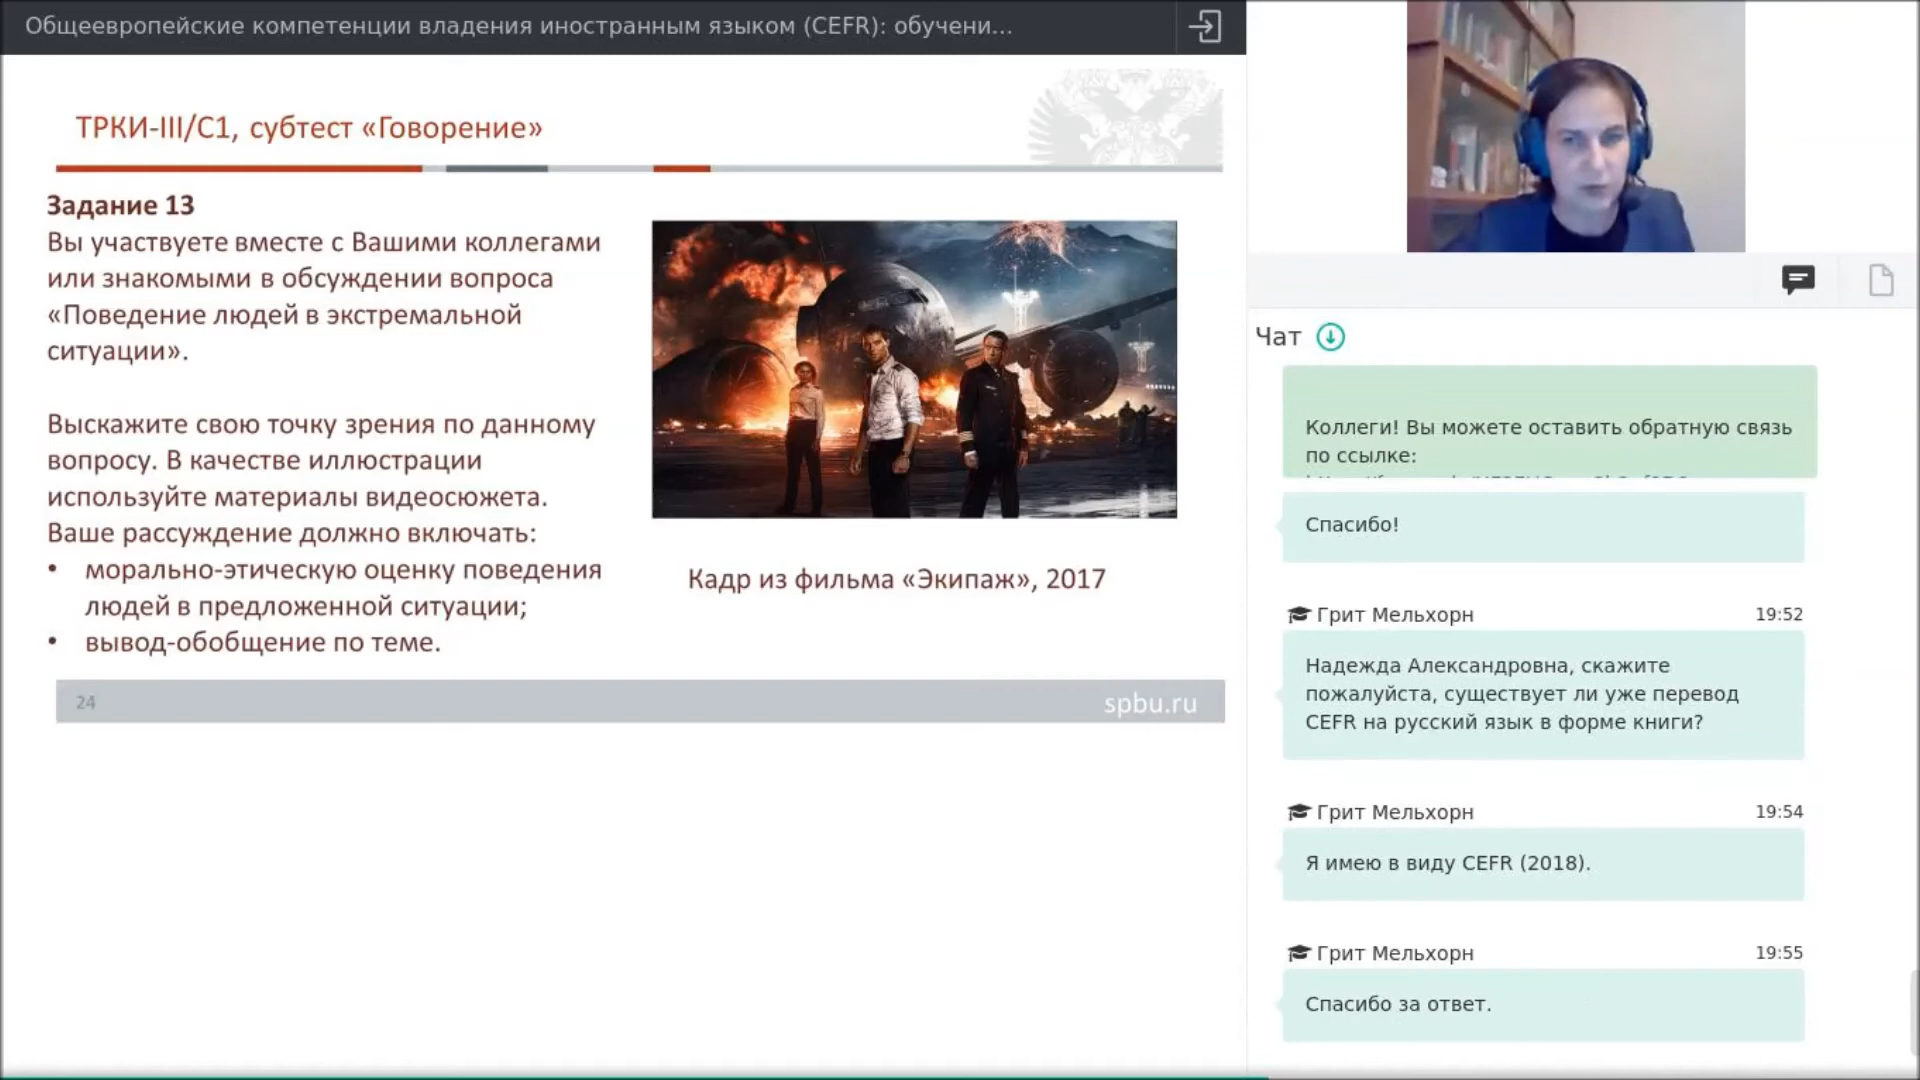 Общеевропейские компетенции владения иностранным языком (CEFR): обучени...
ТРКИ-III/C1, субтест «Говорение»
Задание 13
Вы участвуете вместе с Вашими коллегами
или знакомыми в обсуждении вопроса
«Поведение людей в экстремальной
ситуации».
Выскажите свою точку зрения по данному
вопросу. В качестве иллюстрации
используйте материалы видеосюжета.
Ваше рассуждение должно включать:
• морально-этическую оценку поведения
людей в предложенной ситуации;
• вывод-обобщение по теме.
Кадр из фильма «Экипаж», 2017
24
spbu.ru
Чат
Коллеги! Вы можете оставить обратную связь
по ссылке:
Спасибо!
Грит Мельхорн 19:52
Надежда Александровна, скажите
пожалуйста, существует ли уже перевод
CEFR на русский язык в форме книги?
Грит Мельхорн 19:54
Я имею в виду CEFR (2018).
Грит Мельхорн 19:55
Спасибо за ответ.